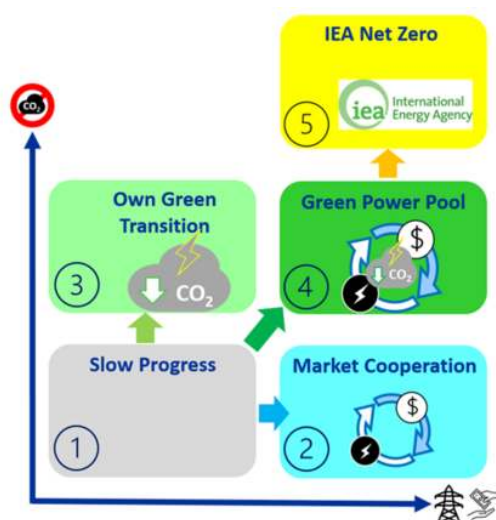 IEA Net Zero
CO₂
iea International
Energy Agency
5
Own Green
Transition
CO₂
3
Green Power Pool
$
CO₂
4
Slow Progress
1
Market Cooperation
$
2